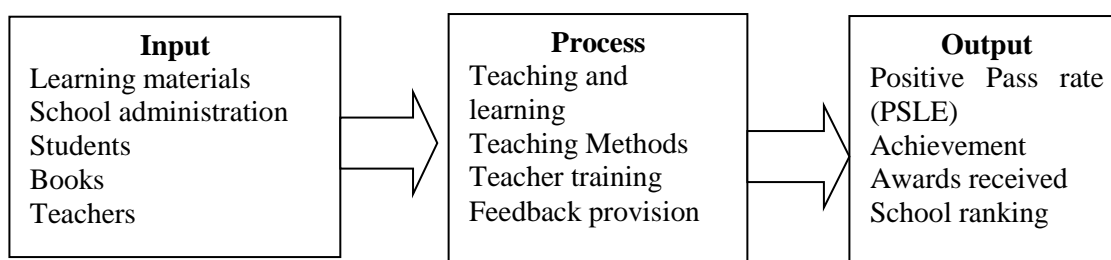 Input
Learning materials
School administration
Students
Books
Teachers
Process
Teaching and
learning
Teaching Methods
Teacher training
Feedback provision
Output
Positive Pass rate
(PSLE)
Achievement
Awards received
School ranking